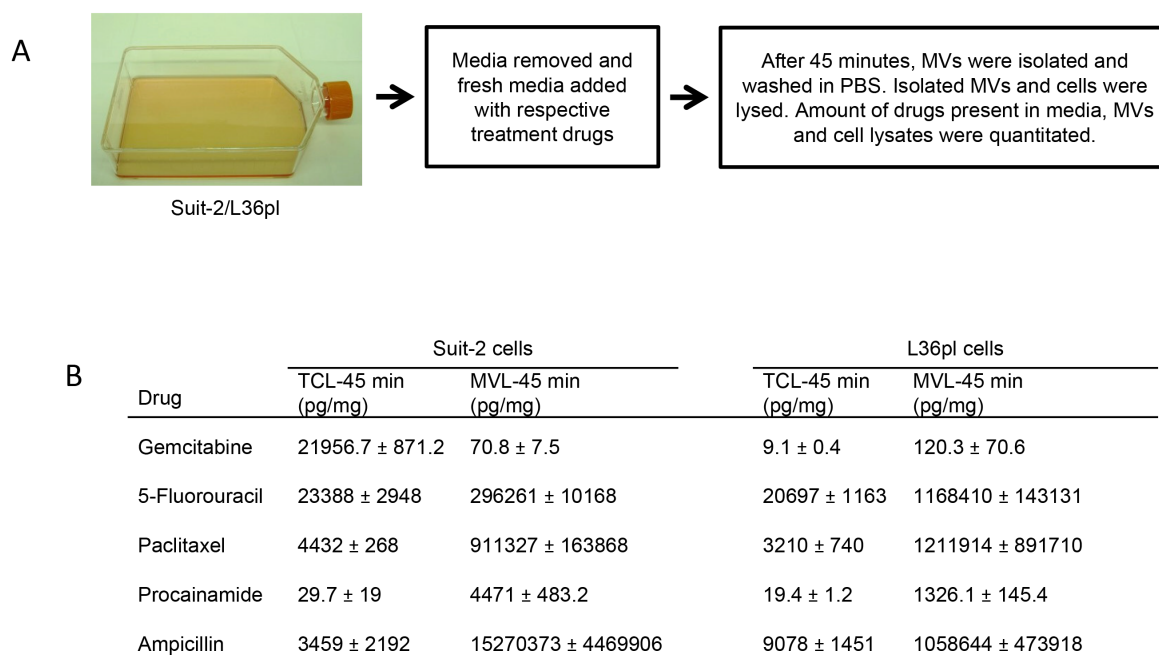 A
Media removed and
fresh media added
with respective
treatment drugs
After 45 minutes, MVs were isolated and
washed in PBS. Isolated MVs and cells were
lysed. Amount of drugs present in media, MVs
and cell lysates were quantitated.
Suit-2/L36pl
B
Suit-2 cells L36pl cells
Drug TCL-45 min (pg/mg) MVL-45 min (pg/mg) TCL-45 min (pg/mg) MVL-45 min (pg/mg)
Gemcitabine 21956.7 ± 871.2 70.8 ± 7.5 9.1 ± 0.4 120.3 ± 70.6
5-Fluorouracil 23388 ± 2948 296261 ± 10168 20697 ± 1163 1168410 ± 143131
Paclitaxel 4432 ± 268 911327 ± 163868 3210 ± 740 1211914 ± 891710
Procainamide 29.7 ± 19 4471 ± 483.2 19.4 ± 1.2 1326.1 ± 145.4
Ampicillin 3459 ± 2192 15270373 ± 4469906 9078 ± 1451 1058644 ± 473918